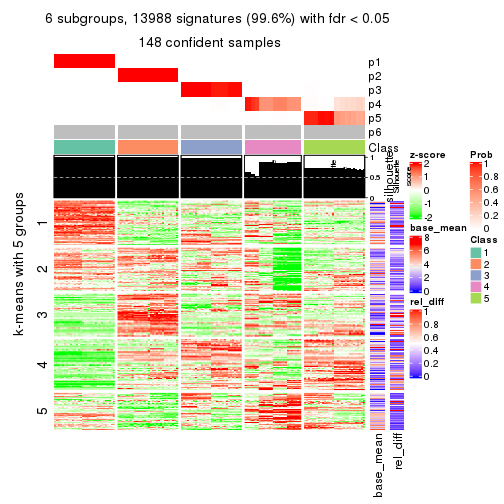 6 subgroups, 13988 signatures (99.6%) with fdr < 0.05
148 confident samples
p1
p2
p3
p4
p5
p6
Class
1
0.5
0
silhouette
Silhouette
score
k-means with 5 groups
1
2
3
4
5
base_mean
rel_diff
z-score
2
1
0
-1
-2
base_mean
8
6
4
2
0
rel_diff
1
0.8
0.6
0.4
0.2
0
Prob
1
0.8
0.6
0.4
0.2
0
Class
1
2
3
4
5